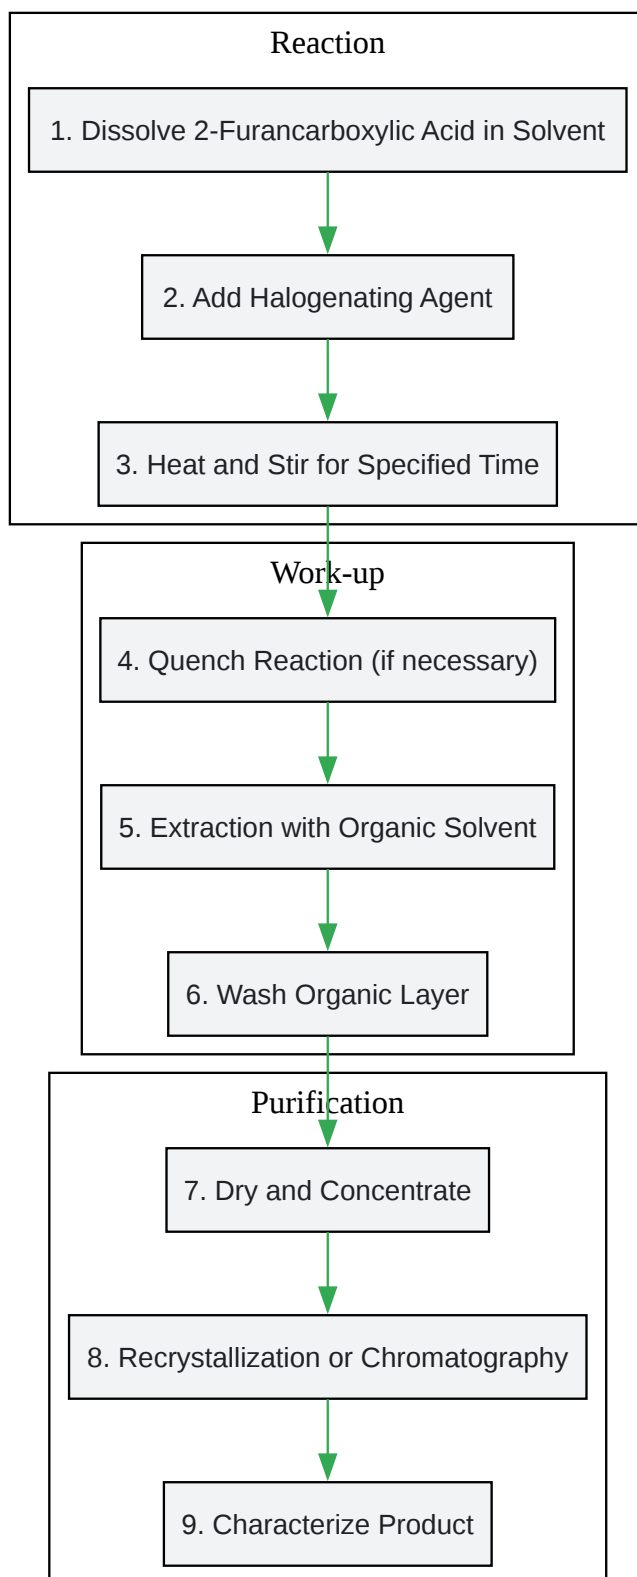 Reaction
1. Dissolve 2-Furancarboxylic Acid in Solvent
2. Add Halogenating Agent
3. Heat and Stir for Specified Time
Work-up
4. Quench Reaction (if necessary)
5. Extraction with Organic Solvent
6. Wash Organic Layer
Purification
7. Dry and Concentrate
8. Recrystallization or Chromatography
9. Characterize Product